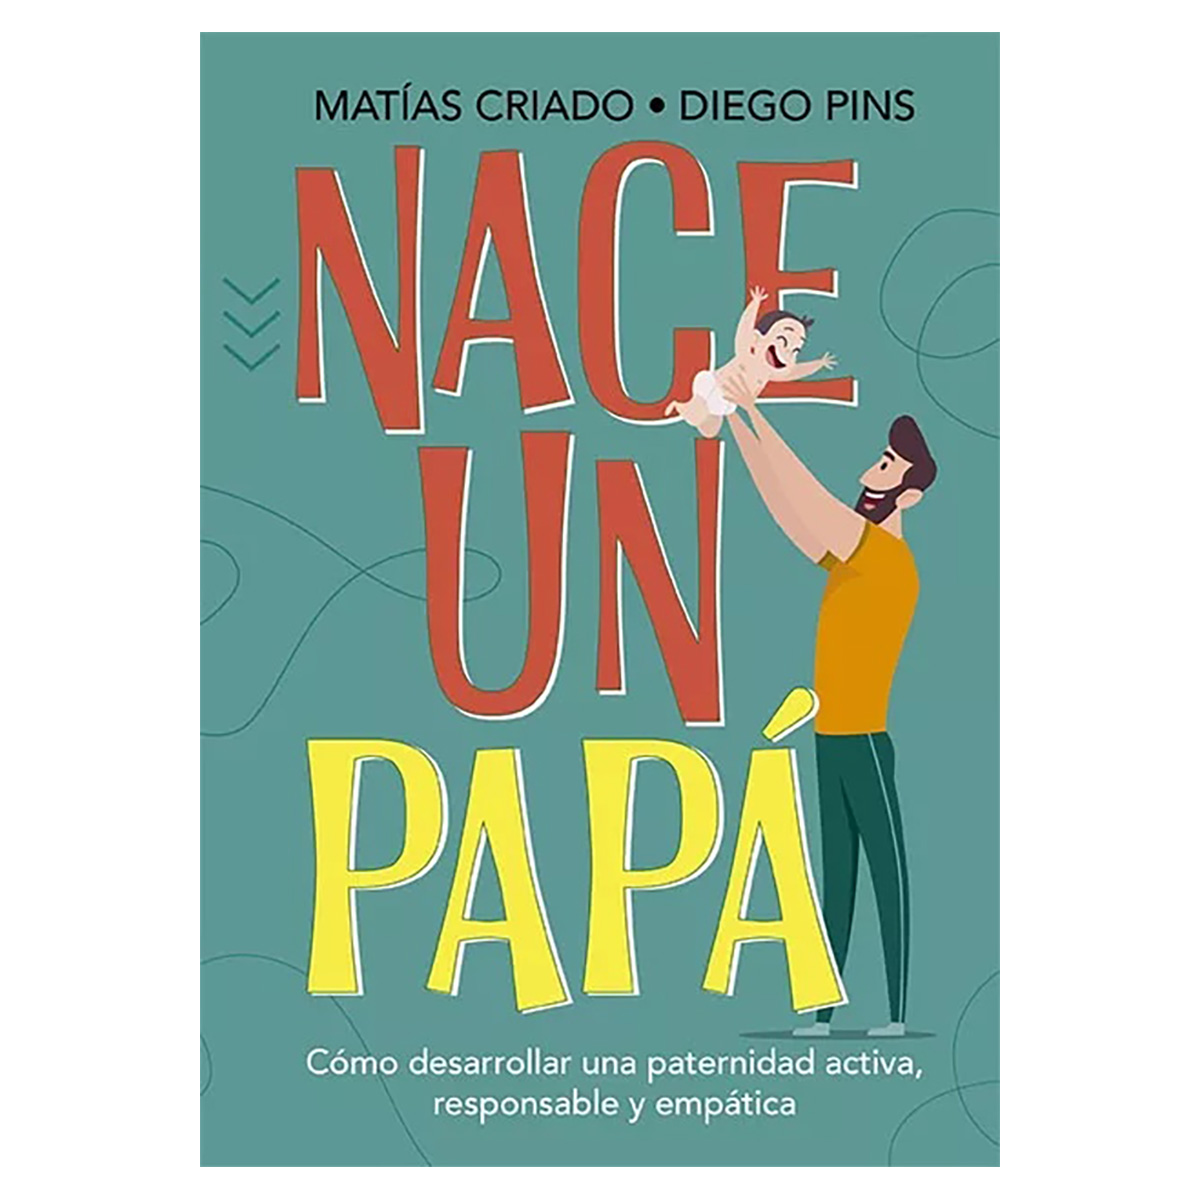 MATÍAS CRIADO • DIEGO PINS
NACE
UN
PAPÁ
Cómo desarrollar una paternidad activa,
responsable y empática